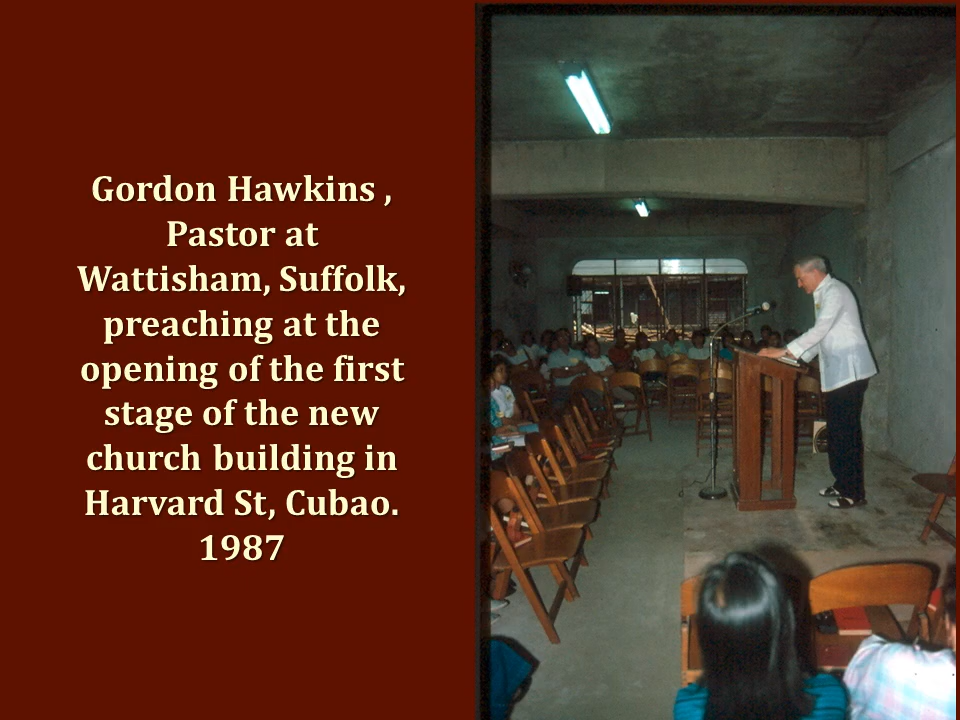 Gordon Hawkins ,
Pastor at
Wattisham, Suffolk,
preaching at the
opening of the first
stage of the new
church building in
Harvard St, Cubao.
1987